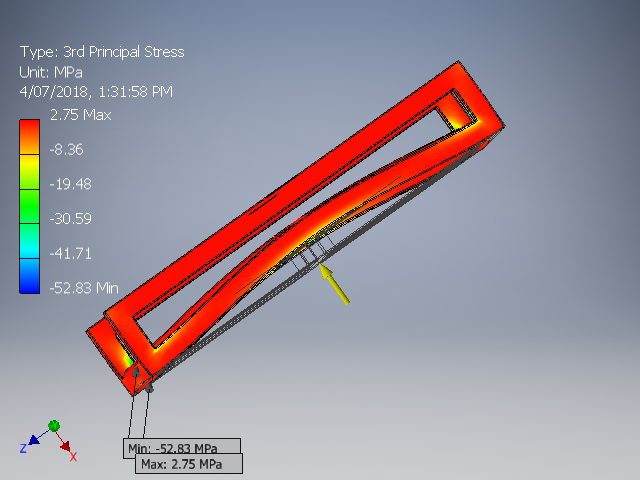 Type: 3rd Principal Stress
Unit: MPa
4/07/2018, 1:31:58 PM
2.75 Max
-8.36
-19.48
-30.59
-41.71
-52.83 Min
Z
X
Min: -52.83 MPa
Max: 2.75 MPa